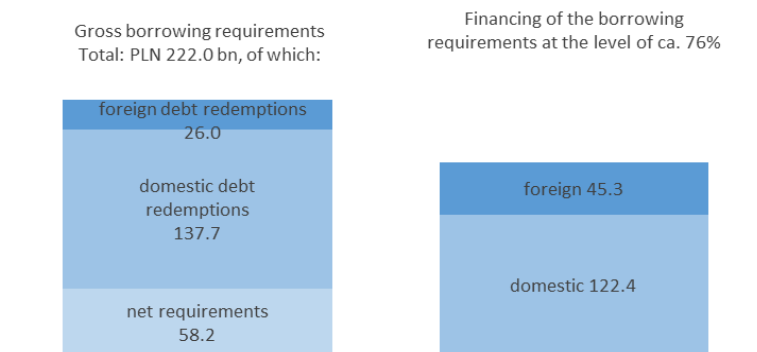 Gross borrowing requirements
Total: PLN 222.0 bn, of which:
foreign debt redemptions
26.0
domestic debt
redemptions
137.7
net requirements
58.2
Financing of the borrowing
requirements at the level of ca. 76%
foreign 45.3
domestic 122.4